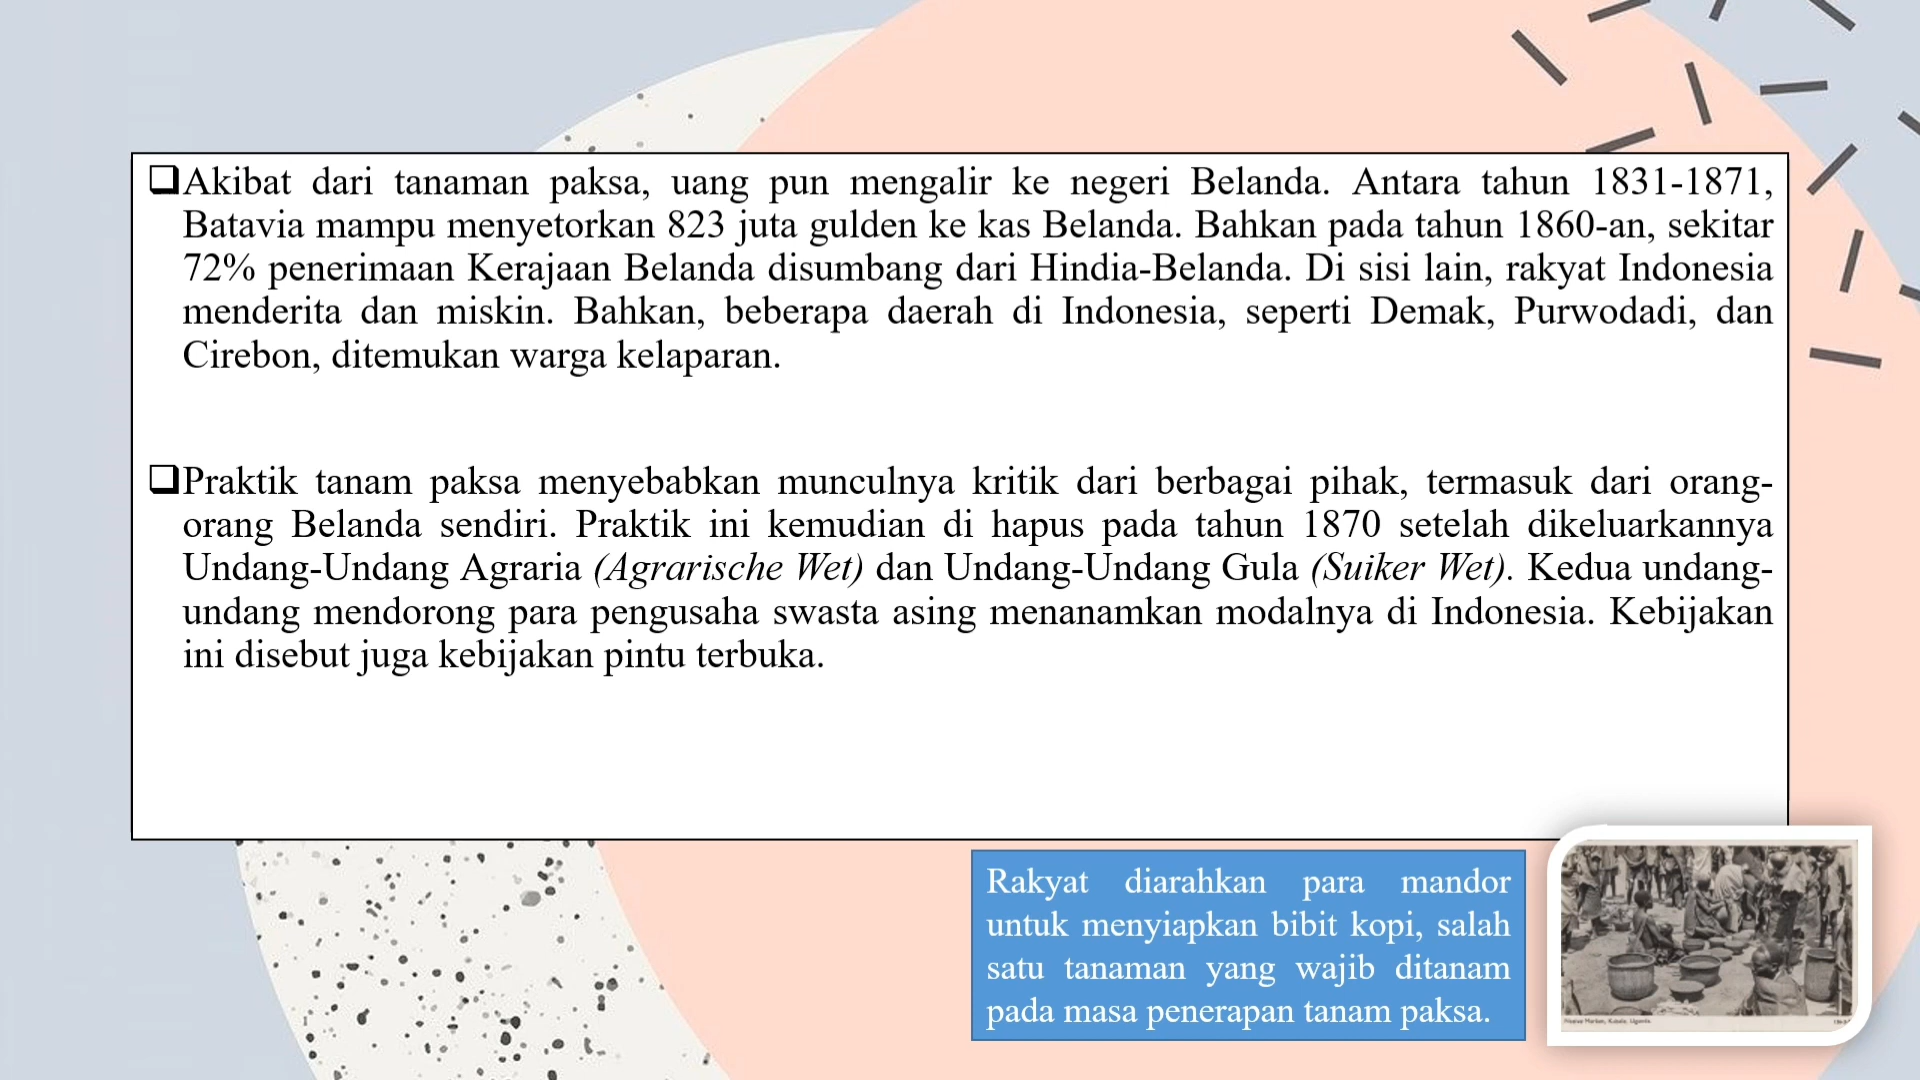 ❑Akibat dari tanaman paksa, uang pun mengalir ke negeri Belanda. Antara tahun 1831-1871,
Batavia mampu menyetorkan 823 juta gulden ke kas Belanda. Bahkan pada tahun 1860-an, sekitar
72% penerimaan Kerajaan Belanda disumbang dari Hindia-Belanda. Di sisi lain, rakyat Indonesia
menderita dan miskin. Bahkan, beberapa daerah di Indonesia, seperti Demak, Purwodadi, dan
Cirebon, ditemukan warga kelaparan.
❑Praktik tanam paksa menyebabkan munculnya kritik dari berbagai pihak, termasuk dari orang-
orang Belanda sendiri. Praktik ini kemudian di hapus pada tahun 1870 setelah dikeluarkannya
Undang-Undang Agraria (Agrarische Wet) dan Undang-Undang Gula (Suiker Wet). Kedua undang-
undang mendorong para pengusaha swasta asing menanamkan modalnya di Indonesia. Kebijakan
ini disebut juga kebijakan pintu terbuka.
Rakyat diarahkan para mandor
untuk menyiapkan bibit kopi, salah
satu tanaman yang wajib ditanam
pada masa penerapan tanam paksa.
Market, Uganda.